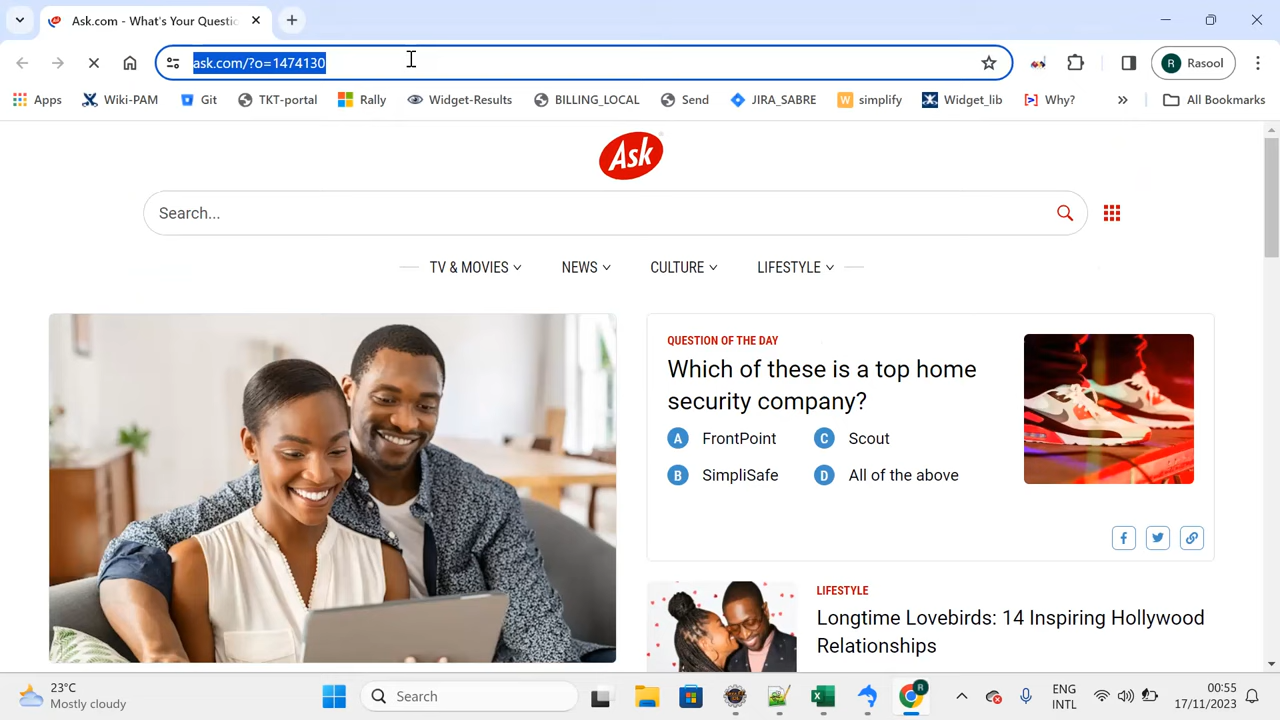 Ask.com - What's Your Questic
ask.com/?o=1474130
R Rasool
Apps Wiki-PAM Git TKT-portal Rally Widget-Results BILLING_LOCAL Send JIRA_SABRE W simplify Widget_lib Why? » All Bookmarks
Ask
Search...
TV & MOVIES NEWS CULTURE LIFESTYLE
QUESTION OF THE DAY
Which of these is a top home
security company?
A FrontPoint C Scout
B SimpliSafe D All of the above
LIFESTYLE
Longtime Lovebirds: 14 Inspiring Hollywood
Relationships
23°C
Mostly cloudy
Search
R
ENG
INTL
00:55
17/11/2023